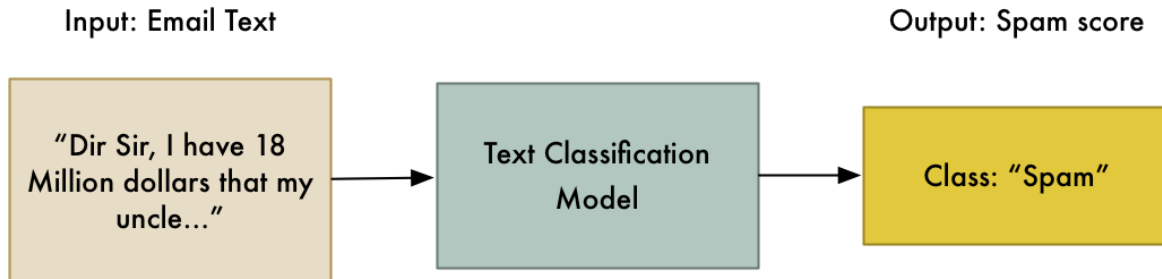 Input: Email Text
Output: Spam score
“Dir Sir, I have 18
Million dollars that my
uncle...”
Text Classification
Model
Class: “Spam”